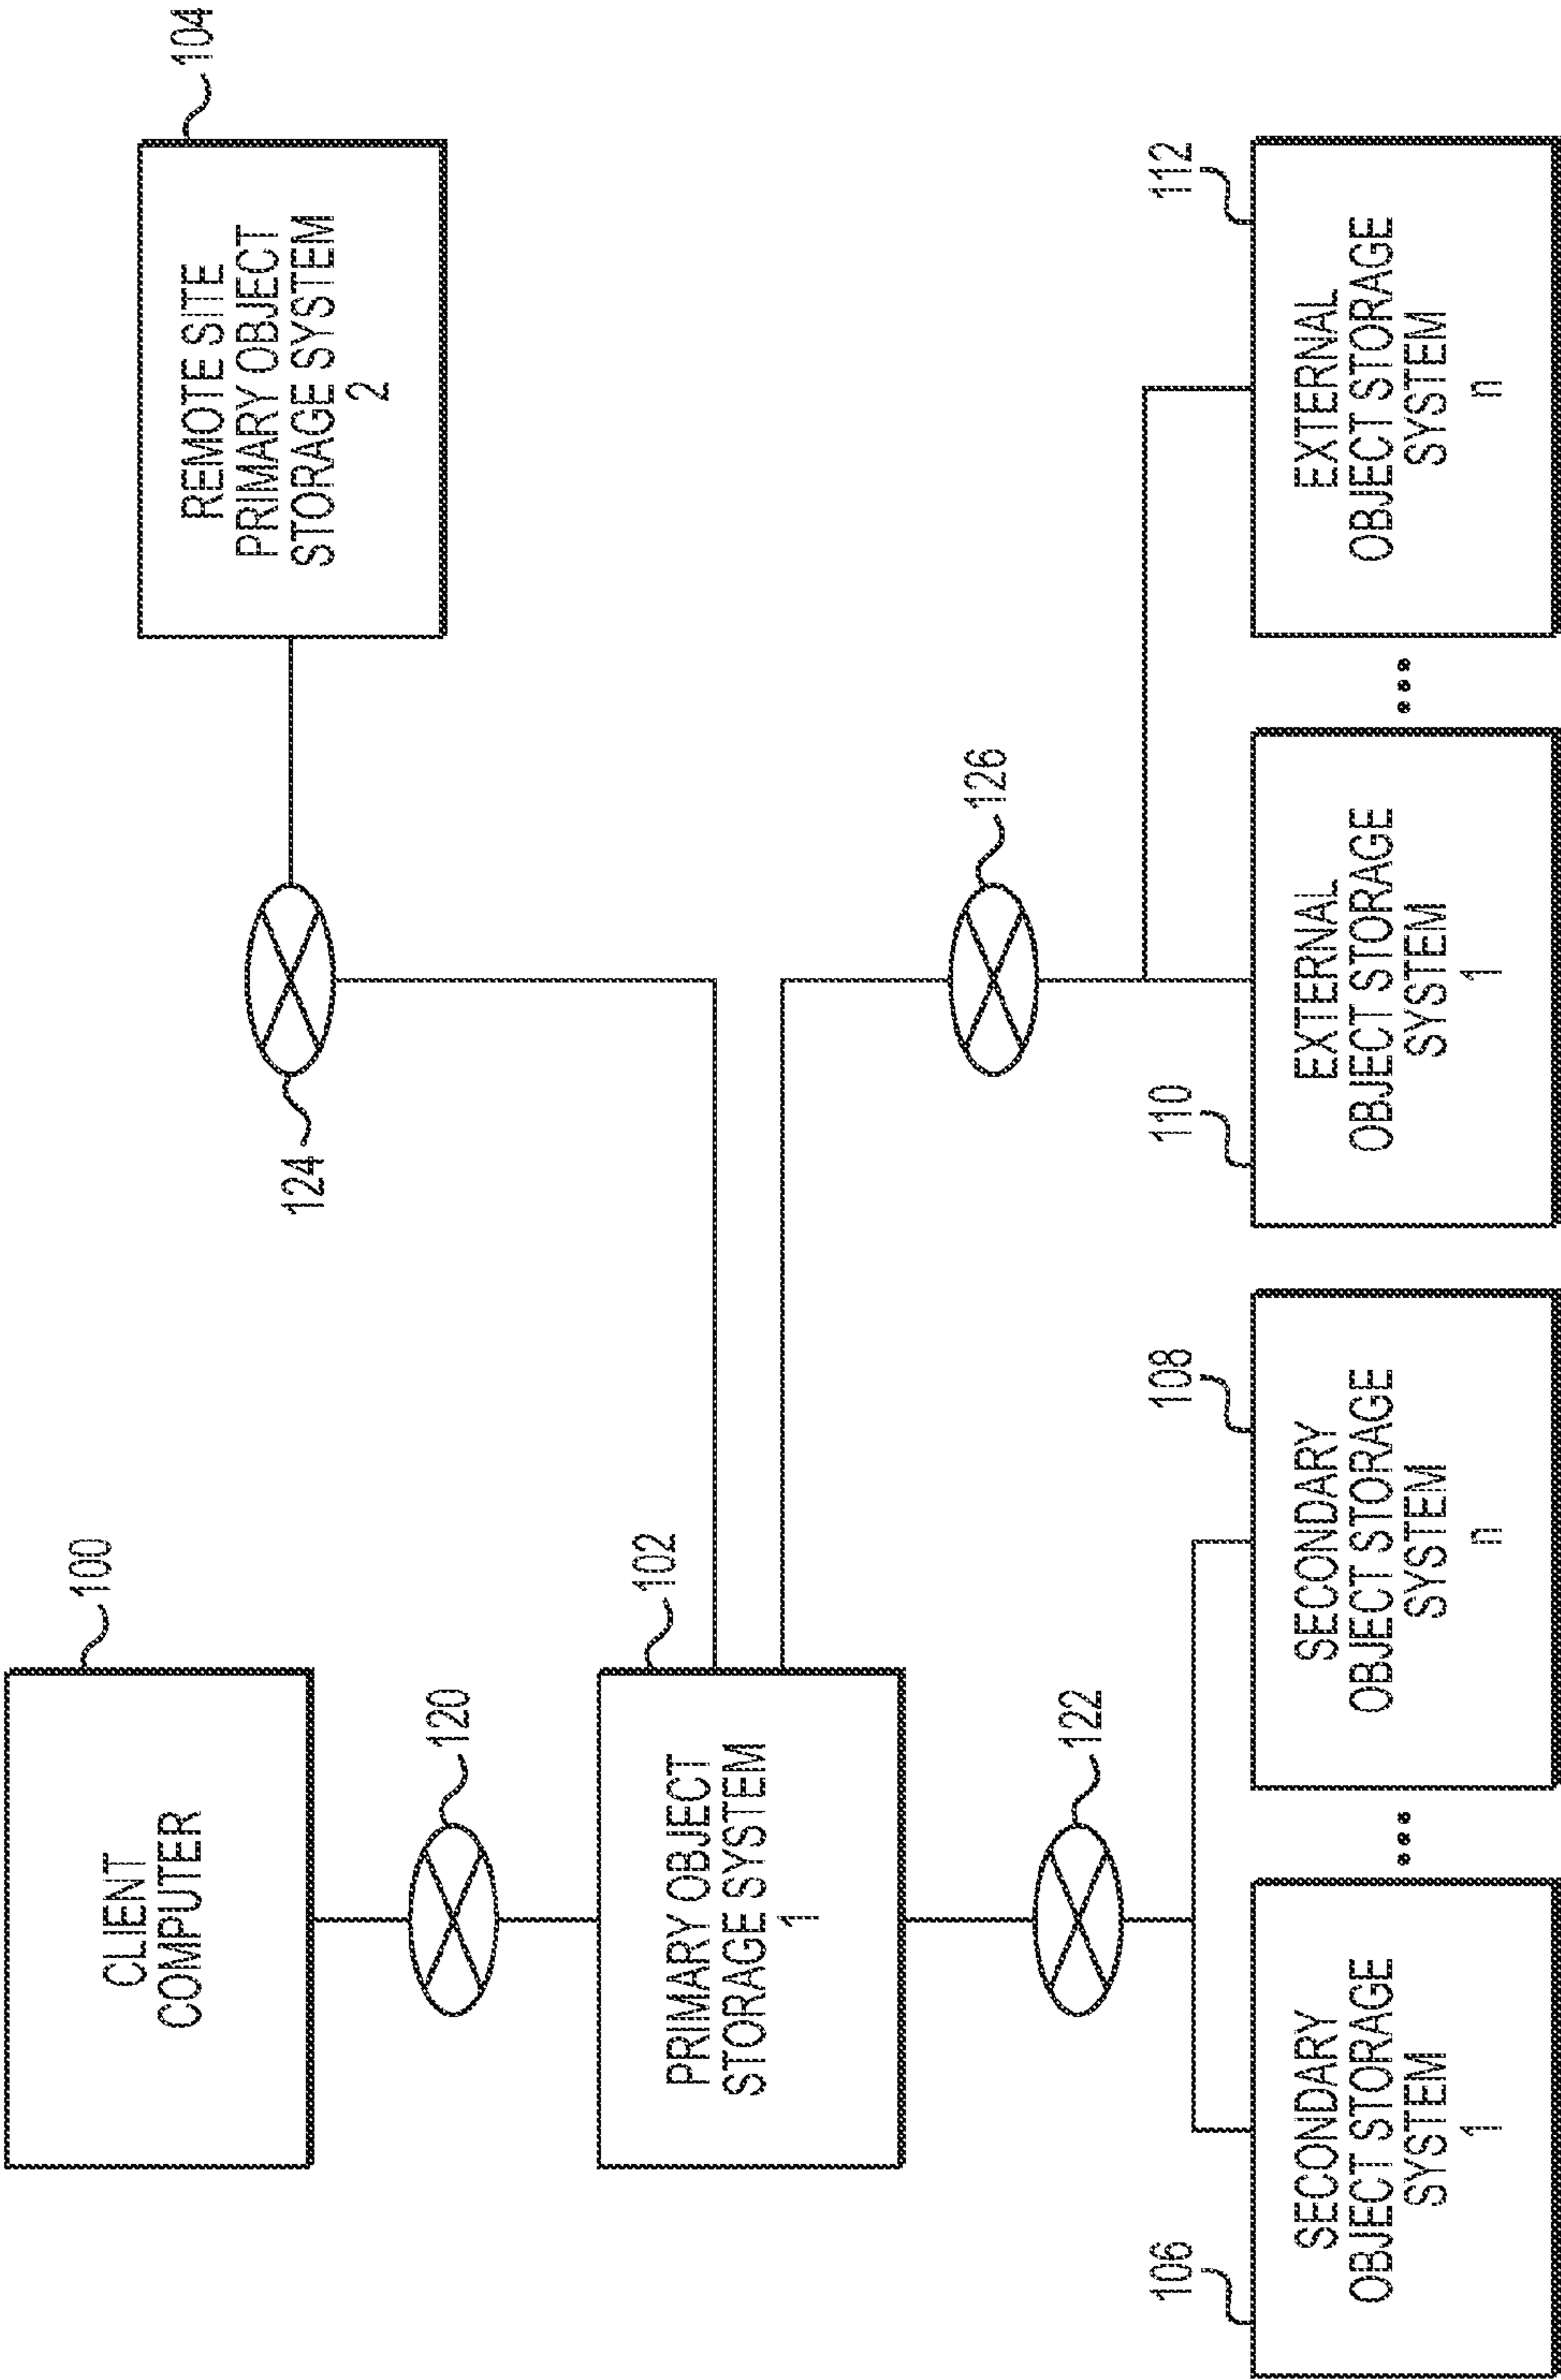 100
CLIENT
COMPUTER
120
102
PRIMARY OBJECT
STORAGE SYSTEM
1
122
106
SECONDARY
OBJECT STORAGE
SYSTEM
1
...
108
SECONDARY
OBJECT STORAGE
SYSTEM
n
104
REMOTE SITE
PRIMARY OBJECT
STORAGE SYSTEM
2
124
126
110
EXTERNAL
OBJECT STORAGE
SYSTEM
1
...
112
EXTERNAL
OBJECT STORAGE
SYSTEM
n